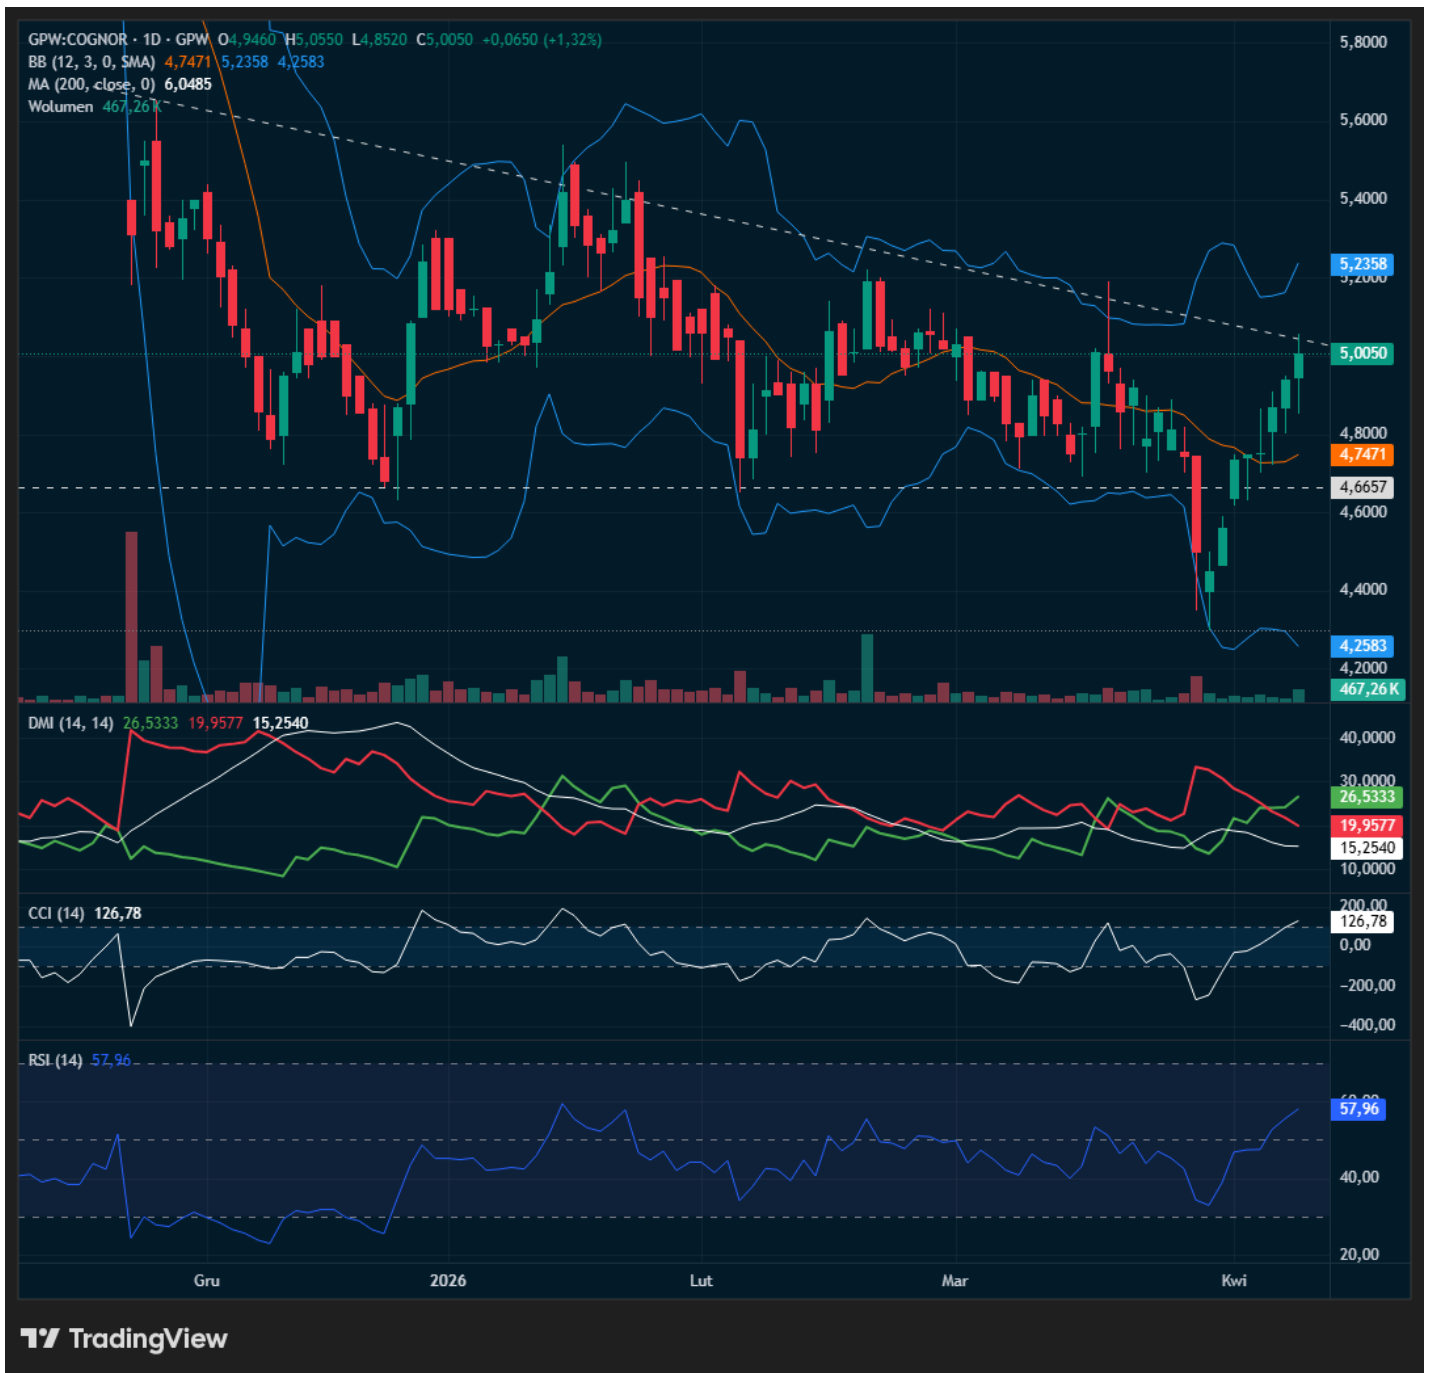 GPW:COGNOR · 1D · GPW O4,9460 H5,0550 L4,8520 C5,0050 +0,0650 (+1,32%)
BB (12, 3, 0, SMA) 4,7471 5,2358 4,2583
MA (200, close, 0) 6,0485
Wolumen 467,26K
5,8000
5,6000
5,4000
5,2358
5,2000
5,0050
4,8000
4,7471
4,6657
4,6000
4,4000
4,2583
4,2000
467,26K
DMI (14, 14) 26,5333 19,9577 15,2540
40,0000
30,0000
26,5333
19,9577
15,2540
10,0000
CCI (14) 126,78
200,00
126,78
0,00
−200,00
−400,00
RSI (14) 57,96
60,00
57,96
40,00
20,00
Gru 2026 Lut Mar Kwi
TradingView